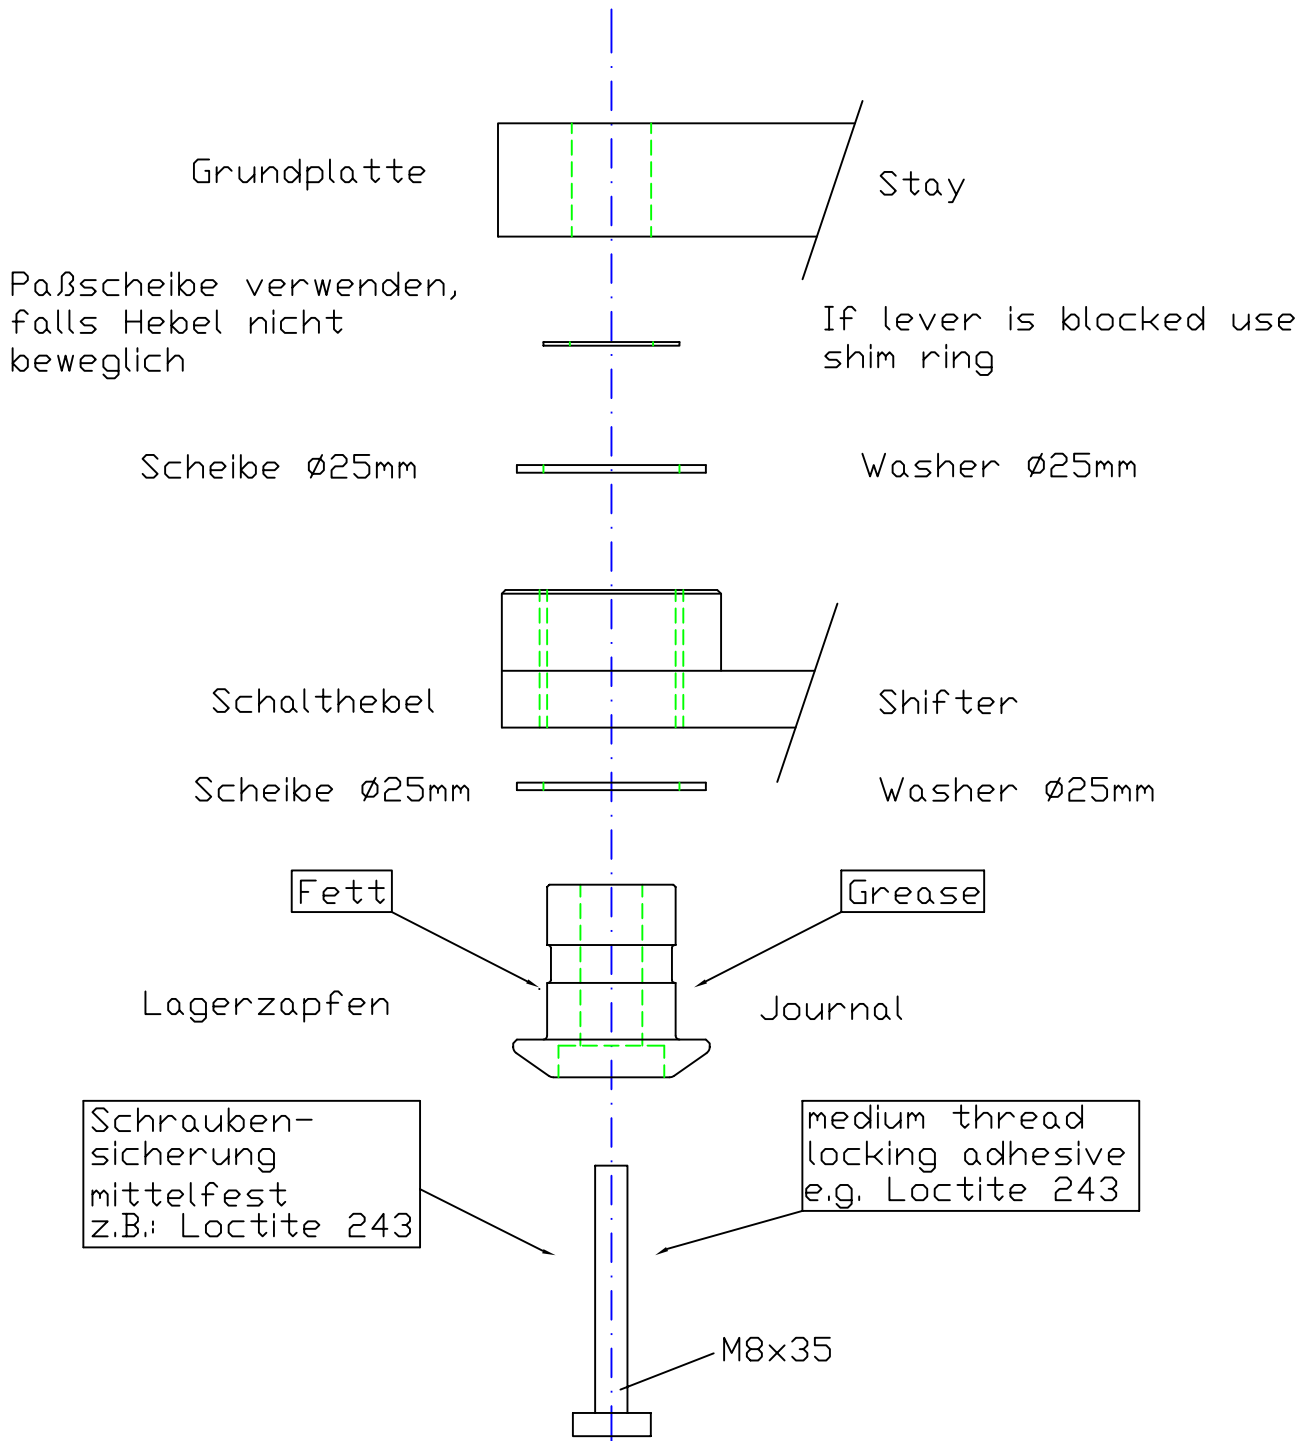 Grundplatte
Stay
Paßscheibe verwenden,
falls Hebel nicht
beweglich
If lever is blocked use
shim ring
Scheibe Ø25mm
Washer Ø25mm
Schalthebel
Shifter
Scheibe Ø25mm
Washer Ø25mm
Fett
Grease
Lagerzapfen
Journal
Schrauben-
sicherung
mittelfest
z.B.: Loctite 243
medium thread
locking adhesive
e.g. Loctite 243
M8x35